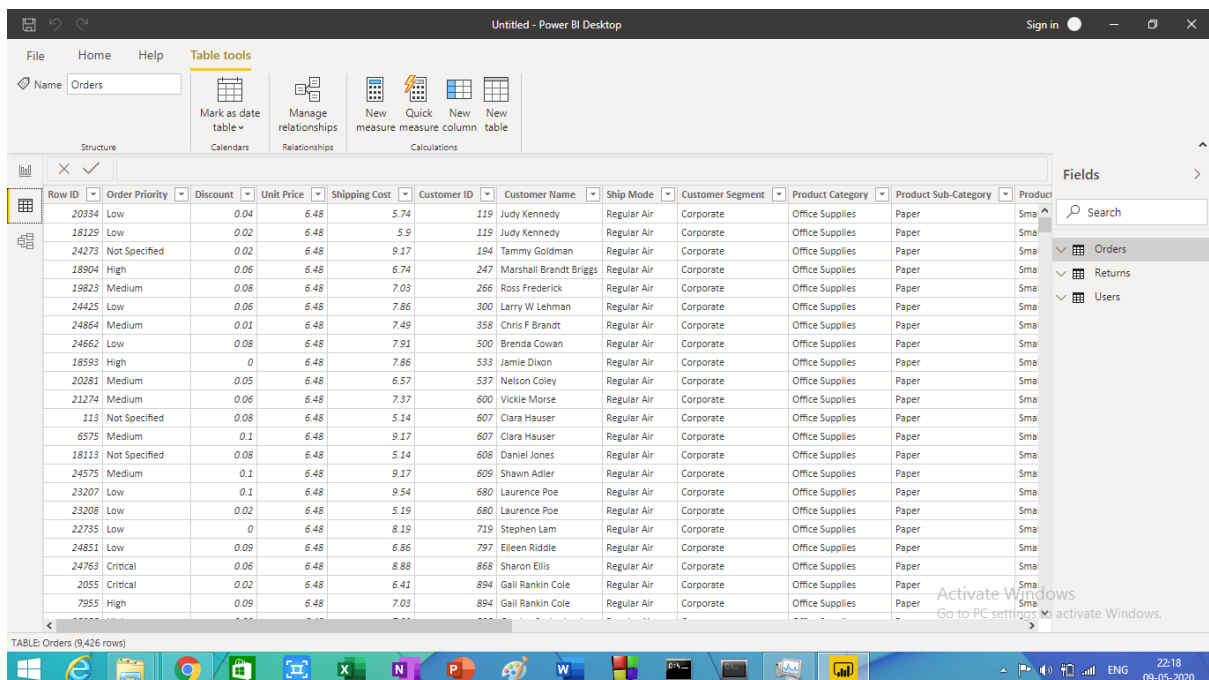 Untitled - Power BI Desktop
Sign in
File Home Help Table tools
Name Orders
Mark as date table
Manage relationships
New measure
Quick measure
New column
New table
Structure Calendars Relationships Calculations
Fields
Row ID Order Priority Discount Unit Price Shipping Cost Customer ID Customer Name Ship Mode Customer Segment Product Category Product Sub-Category Product
Search
Orders
Returns
Users
20334 Low 0.04 6.48 5.74 119 Judy Kennedy Regular Air Corporate Office Supplies Paper Sma
18129 Low 0.02 6.48 5.9 119 Judy Kennedy Regular Air Corporate Office Supplies Paper Sma
24273 Not Specified 0.02 6.48 9.17 194 Tammy Goldman Regular Air Corporate Office Supplies Paper Sma
18904 High 0.06 6.48 6.74 247 Marshall Brandt Briggs Regular Air Corporate Office Supplies Paper Sma
19823 Medium 0.08 6.48 7.03 266 Ross Frederick Regular Air Corporate Office Supplies Paper Sma
24425 Low 0.06 6.48 7.86 300 Larry W Lehman Regular Air Corporate Office Supplies Paper Sma
24864 Medium 0.01 6.48 7.49 358 Chris F Brandt Regular Air Corporate Office Supplies Paper Sma
24662 Low 0.08 6.48 7.91 500 Brenda Cowan Regular Air Corporate Office Supplies Paper Sma
18593 High 0 6.48 7.86 533 Jamie Dixon Regular Air Corporate Office Supplies Paper Sma
20281 Medium 0.05 6.48 6.57 537 Nelson Coley Regular Air Corporate Office Supplies Paper Sma
21274 Medium 0.06 6.48 7.37 600 Vickie Morse Regular Air Corporate Office Supplies Paper Sma
113 Not Specified 0.08 6.48 5.14 607 Clara Hauser Regular Air Corporate Office Supplies Paper Sma
6575 Medium 0.1 6.48 9.17 607 Clara Hauser Regular Air Corporate Office Supplies Paper Sma
18113 Not Specified 0.08 6.48 5.14 608 Daniel Jones Regular Air Corporate Office Supplies Paper Sma
24575 Medium 0.1 6.48 9.17 609 Shawn Adler Regular Air Corporate Office Supplies Paper Sma
23207 Low 0.1 6.48 9.54 680 Laurence Poe Regular Air Corporate Office Supplies Paper Sma
23208 Low 0.02 6.48 5.19 680 Laurence Poe Regular Air Corporate Office Supplies Paper Sma
22735 Low 0 6.48 8.19 719 Stephen Lam Regular Air Corporate Office Supplies Paper Sma
24851 Low 0.09 6.48 6.86 797 Eileen Riddle Regular Air Corporate Office Supplies Paper Sma
24763 Critical 0.06 6.48 8.88 868 Sharon Ellis Regular Air Corporate Office Supplies Paper Sma
2055 Critical 0.02 6.48 6.41 894 Gail Rankin Cole Regular Air Corporate Office Supplies Paper Sma
7955 High 0.09 6.48 7.03 894 Gail Rankin Cole Regular Air Corporate Office Supplies Paper Sma
Activate Windows
Go to PC settings to activate Windows.
TABLE: Orders (9,426 rows)
ENG 22:18
09-05-2020